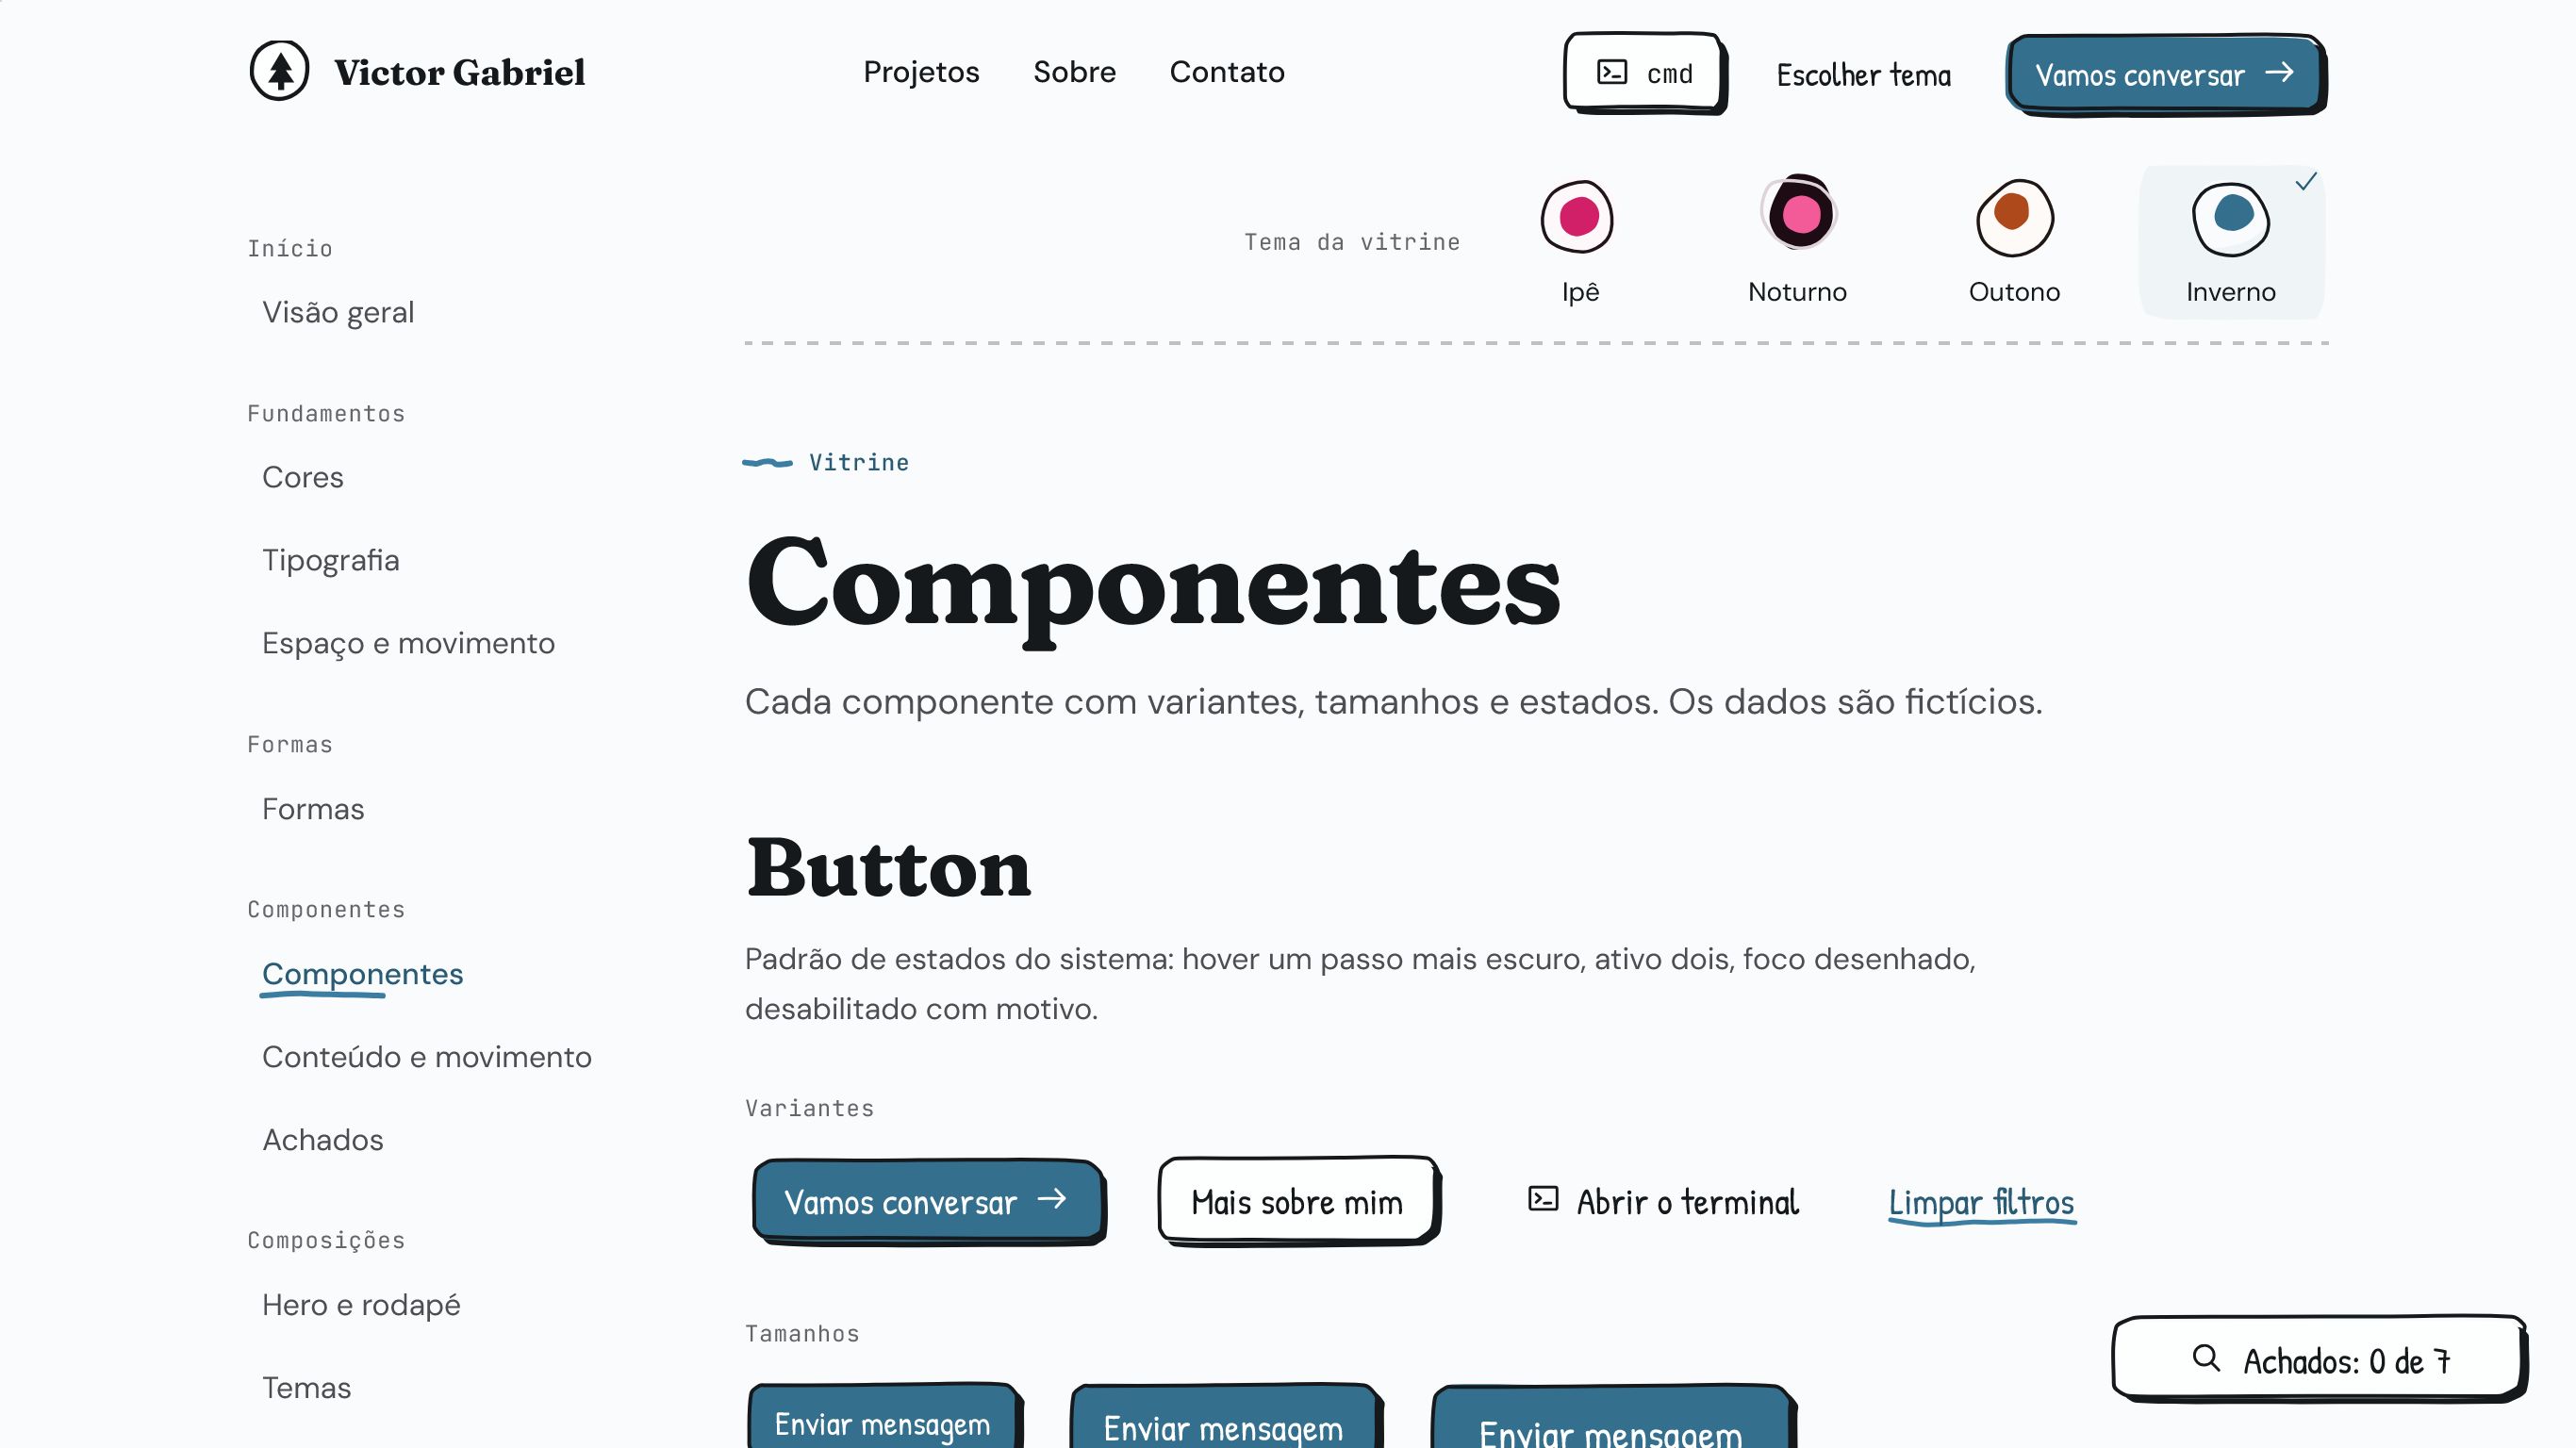 Victor Gabriel
Projetos
Sobre
Contato
cmd
Escolher tema
Vamos conversar
Tema da vitrine
Ipê
Noturno
Outono
Inverno
Início
Visão geral
Fundamentos
Cores
Tipografia
Espaço e movimento
Formas
Formas
Componentes
Componentes
Conteúdo e movimento
Achados
Composições
Hero e rodapé
Temas
Vitrine
Componentes
Cada componente com variantes, tamanhos e estados. Os dados são fictícios.
Button
Padrão de estados do sistema: hover um passo mais escuro, ativo dois, foco desenhado,
desabilitado com motivo.
Variantes
Vamos conversar
Mais sobre mim
Abrir o terminal
Limpar filtros
Tamanhos
Enviar mensagem
Enviar mensagem
Enviar mensagem
Achados: 0 de 7